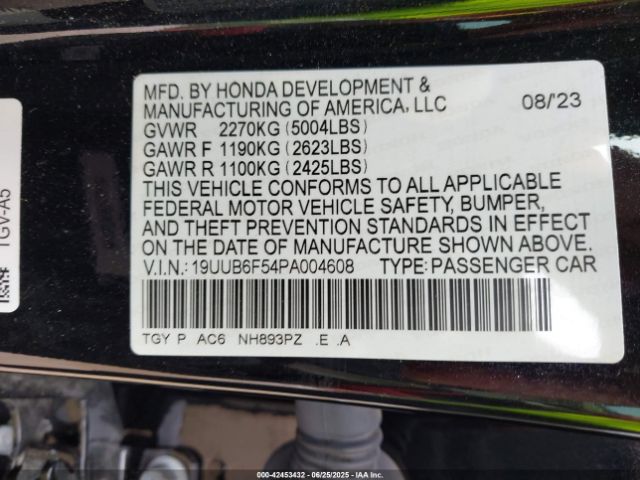 MFD. BY HONDA DEVELOPMENT &
MANUFACTURING OF AMERICA, LLC 08/'23
GVWR 2270KG (5004LBS)
GAWR F 1190KG (2623LBS)
GAWR R 1100KG (2425LBS)
THIS VEHICLE CONFORMS TO ALL APPLICABLE
FEDERAL MOTOR VEHICLE SAFETY, BUMPER,
AND THEFT PREVENTION STANDARDS IN EFFECT
ON THE DATE OF MANUFACTURE SHOWN ABOVE.
V.I.N.: 19UUB6F54PA004608 TYPE: PASSENGER CAR
TGY P AC6 NH893PZ .E .A
TGV-A5
000-42453432 06/25/2025 IAA Inc.